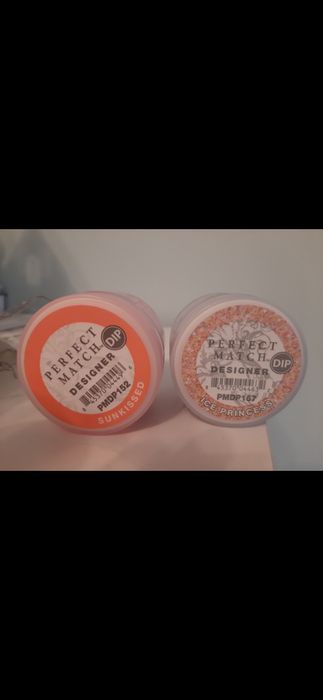 PERFECT
MATCH
DIP
DESIGNER
PMDP152
SUNKISSED
PERFECT
MATCH
DIP
DESIGNER
PMDP167
ICE PRINCESS